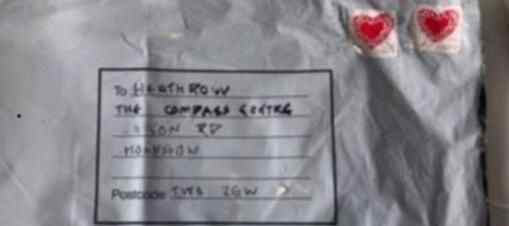 To HEATHROW
THE COMPASS CENTRE
RD
HOUNSLOW
Postcode TW6 2GW